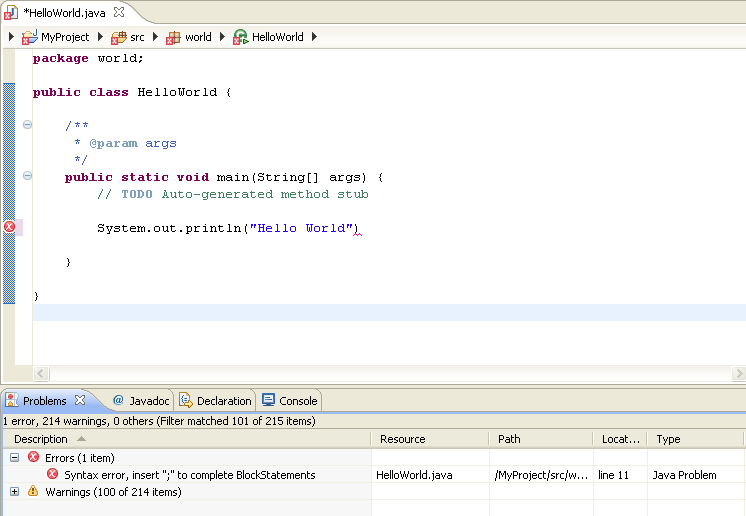 *HelloWorld.java
MyProject src world HelloWorld
package world;
public class HelloWorld {
/**
* @param args
*/
public static void main(String[] args) {
// TODO Auto-generated method stub
System.out.println("Hello World")
}
}
Problems @ Javadoc Declaration Console
1 error, 214 warnings, 0 others (Filter matched 101 of 215 items)
Description Resource Path Locat... Type
Errors (1 item)
Syntax error, insert ";" to complete BlockStatements HelloWorld.java /MyProject/src/w... line 11 Java Problem
Warnings (100 of 214 items)